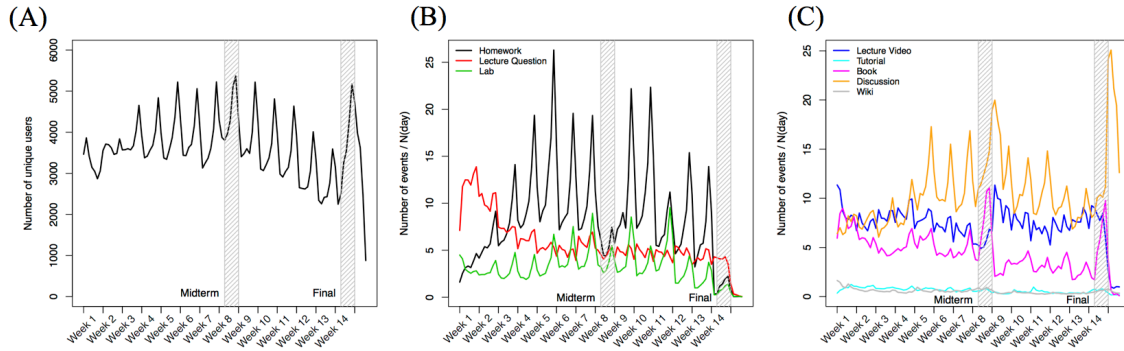 (A)
Number of unique users
6000
5000
4000
3000
2000
1000
0
Midterm
Final
Week 1
Week 2
Week 3
Week 4
Week 5
Week 6
Week 7
Week 8
Week 9
Week 10
Week 11
Week 12
Week 13
Week 14
(B)
Number of events / N(day)
25
20
15
10
5
0
Homework
Lecture Question
Lab
Midterm
Final
Week 1
Week 2
Week 3
Week 4
Week 5
Week 6
Week 7
Week 8
Week 9
Week 10
Week 11
Week 12
Week 13
Week 14
(C)
Number of events / N(day)
25
20
15
10
5
0
Lecture Video
Tutorial
Book
Discussion
Wiki
Midterm
Final
Week 1
Week 2
Week 3
Week 4
Week 5
Week 6
Week 7
Week 8
Week 9
Week 10
Week 11
Week 12
Week 13
Week 14